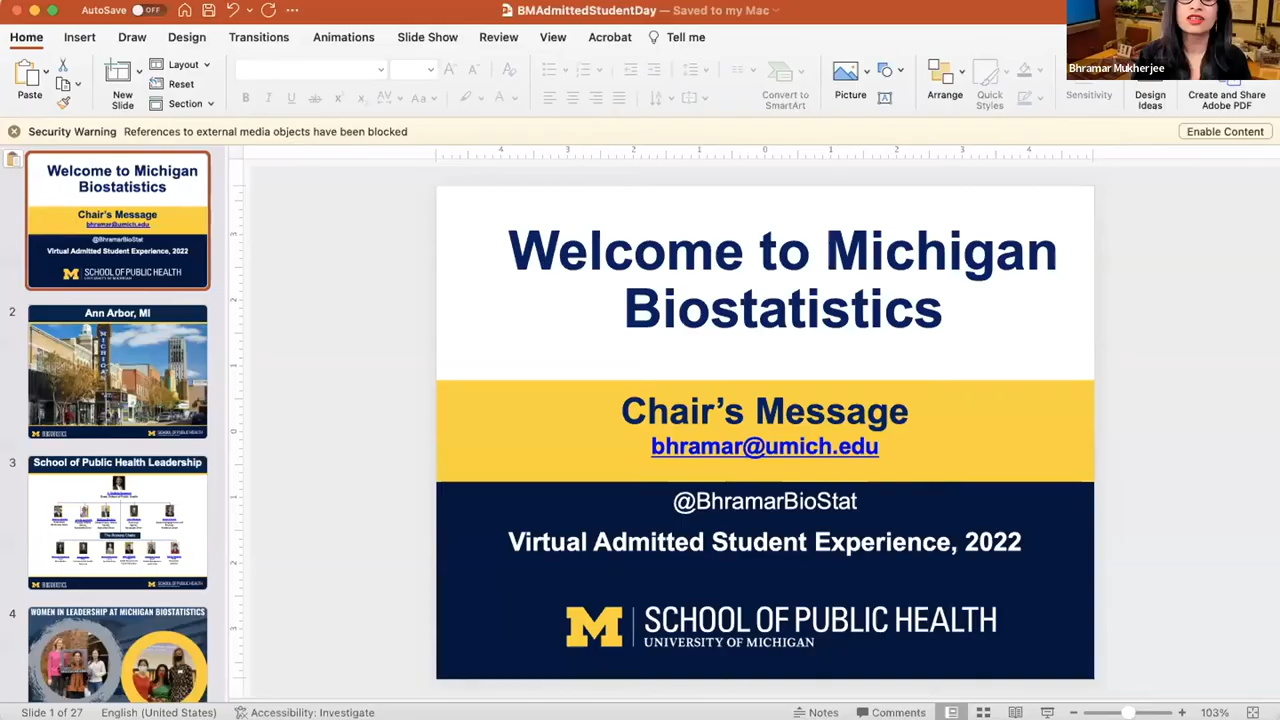 AutoSave OFF
BMAdmittedStudentDay — Saved to my Mac
Home Insert Draw Design Transitions Animations Slide Show Review View Acrobat Tell me
Bhramar Mukherjee
Paste
New
Slide
Layout
Reset
Section
Convert to
SmartArt
Picture
Arrange
Quick
Styles
Sensitivity
Design
Ideas
Create and Share
Adobe PDF
Security Warning References to external media objects have been blocked
Enable Content
Welcome to Michigan
Biostatistics
Chair's Message
bhramar@umich.edu
@BhramarBioStat
Virtual Admitted Student Experience, 2022
M SCHOOL OF PUBLIC HEALTH
2
Ann Arbor, MI
MICHIGAN
3
School of Public Health Leadership
4
WOMEN IN LEADERSHIP AT MICHIGAN BIOSTATISTICS
Welcome to Michigan
Biostatistics
Chair's Message
bhramar@umich.edu
@BhramarBioStat
Virtual Admitted Student Experience, 2022
M SCHOOL OF PUBLIC HEALTH
UNIVERSITY OF MICHIGAN
Slide 1 of 27 English (United States) Accessibility: Investigate Notes Comments 103%